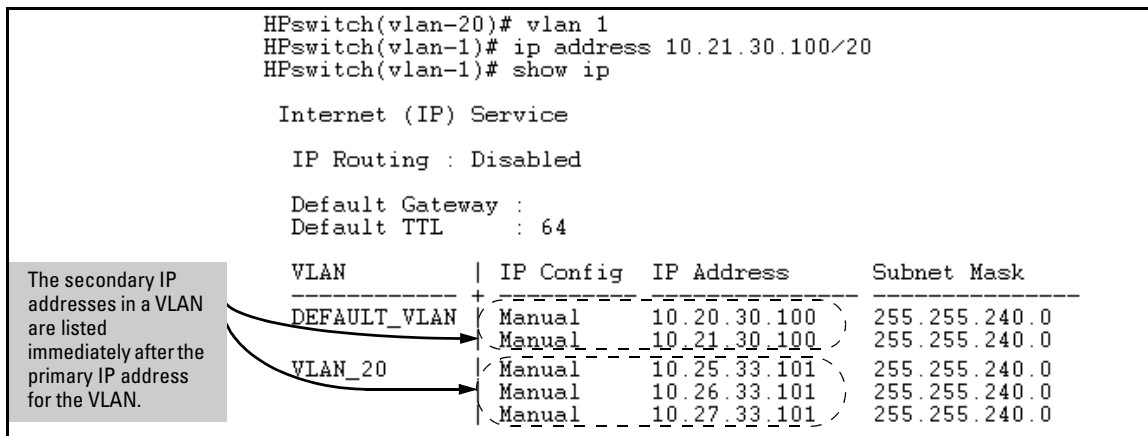 HPswitch(vlan-20)# vlan 1
HPswitch(vlan-1)# ip address 10.21.30.100/20
HPswitch(vlan-1)# show ip
Internet (IP) Service
IP Routing : Disabled
Default Gateway :
Default TTL : 64
VLAN | IP Config IP Address Subnet Mask
------------ + ---------- --------------- ---------------
DEFAULT_VLAN | Manual 10.20.30.100 255.255.240.0
| Manual 10.21.30.100 255.255.240.0
VLAN_20 | Manual 10.25.33.101 255.255.240.0
| Manual 10.26.33.101 255.255.240.0
| Manual 10.27.33.101 255.255.240.0
The secondary IP
addresses in a VLAN
are listed
immediately after the
primary IP address
for the VLAN.